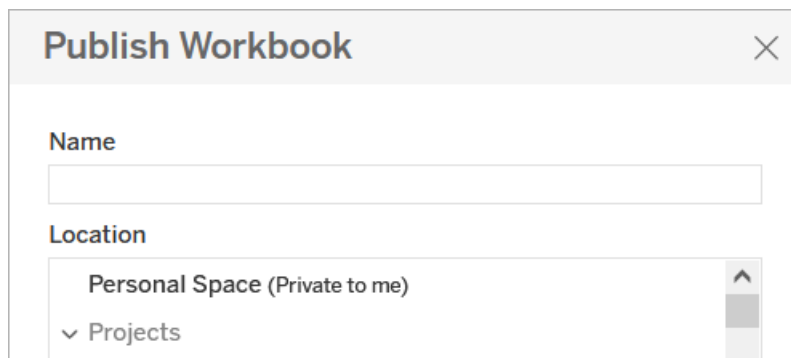 Publish Workbook
Name
Location
Personal Space (Private to me)
Projects